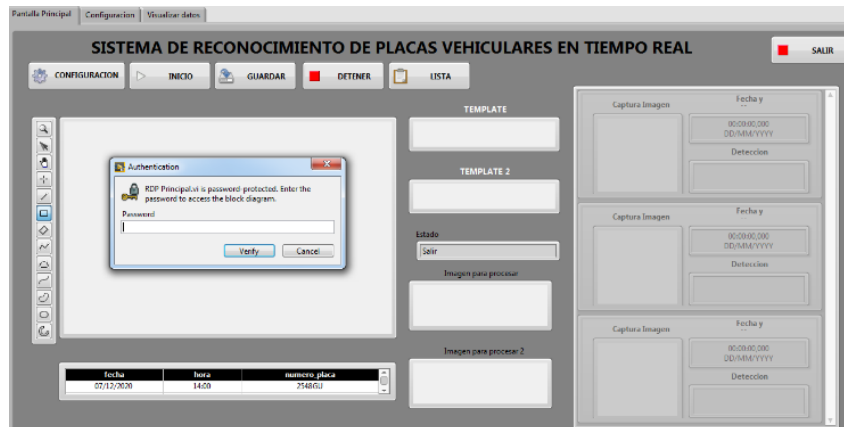 Pantalla Principal
Configuracion
Visualizar datos
SISTEMA DE RECONOCIMIENTO DE PLACAS VEHICULARES EN TIEMPO REAL
SALIR
CONFIGURACION
INICIO
GUARDAR
DETENER
LISTA
TEMPLATE
TEMPLATE 2
Estado
Salir
Imagen para procesar
Imagen para procesar 2
Authentication
RDP Principal.vi is password-protected. Enter the
password to access the block diagram.
Password
Verify
Cancel
fecha hora numero_placa
07/12/2020 14:00 2548GU
Captura Imagen
Fecha y
00:00:00,000
DD/MM/YYYY
Deteccion
Captura Imagen
Fecha y
00:00:00,000
DD/MM/YYYY
Deteccion
Captura Imagen
Fecha y
00:00:00,000
DD/MM/YYYY
Deteccion